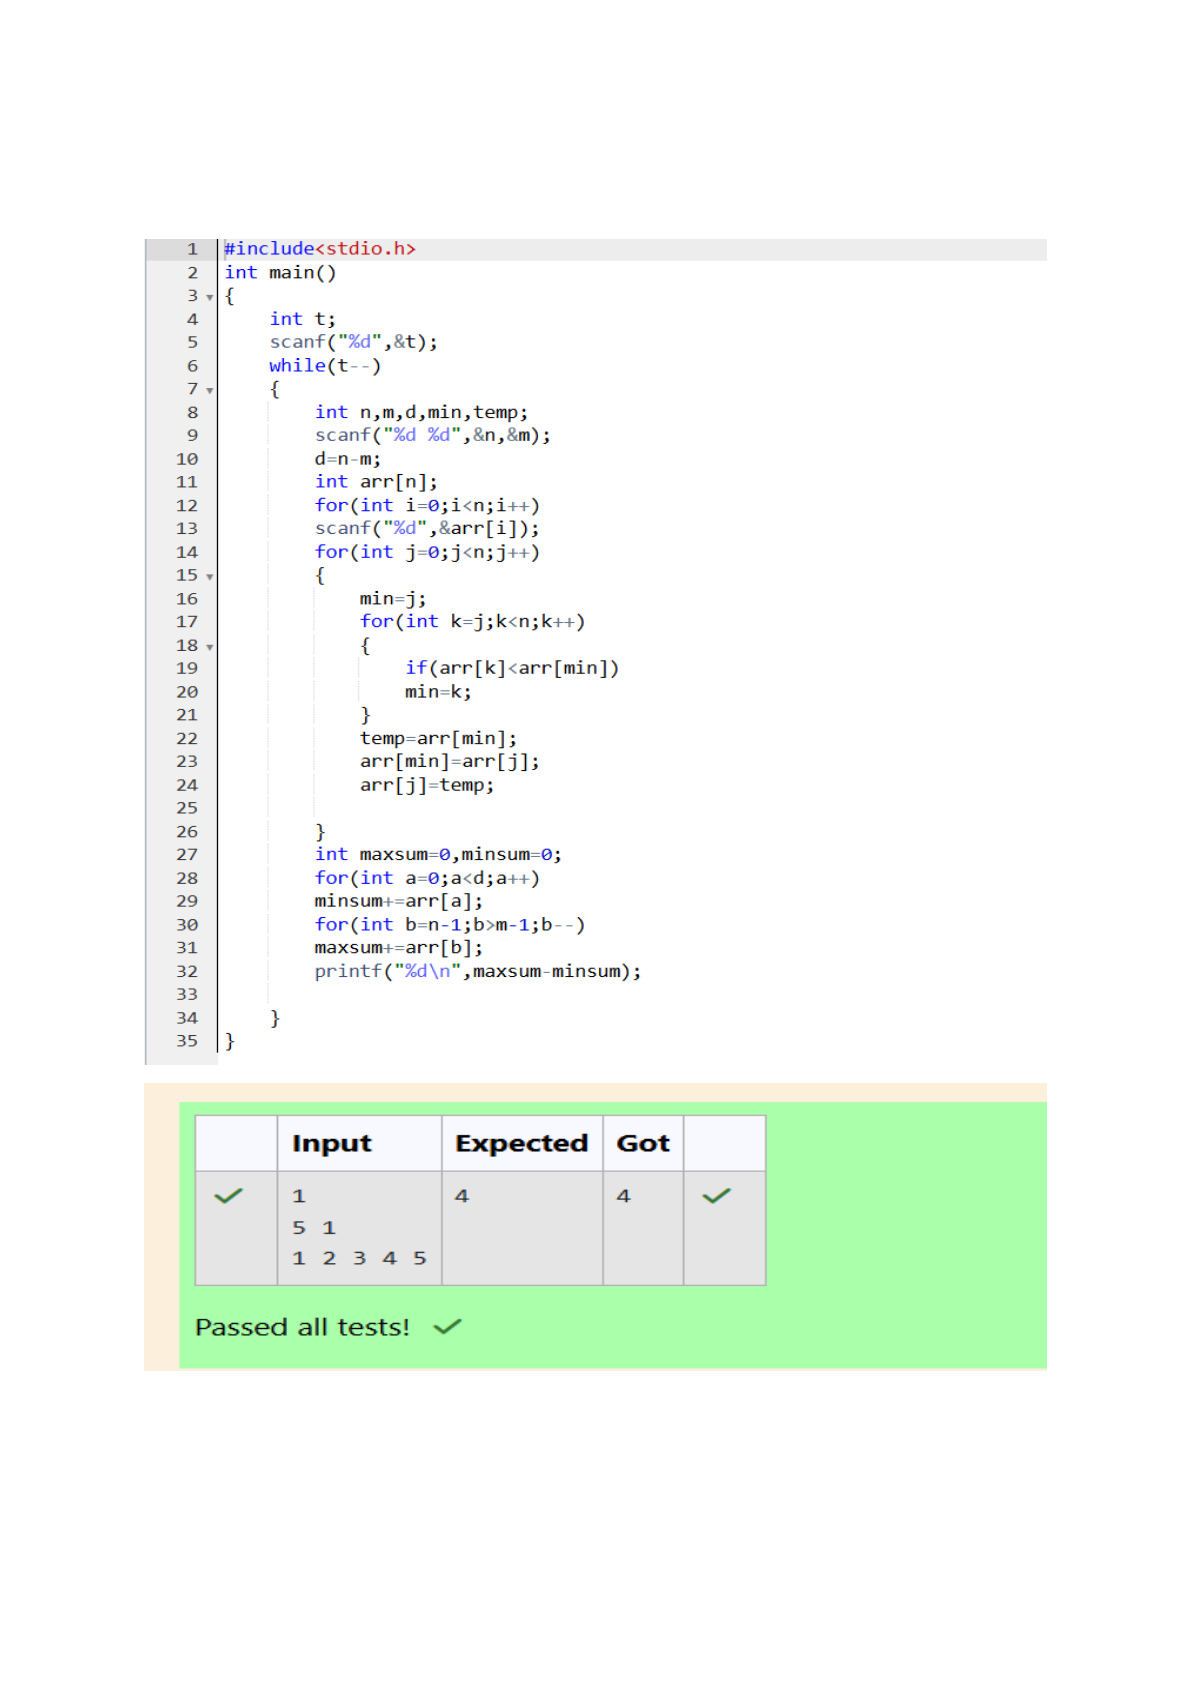 1 #include<stdio.h>
2 int main()
3 {
4     int t;
5     scanf("%d",&t);
6     while(t--)
7     {
8         int n,m,d,min,temp;
9         scanf("%d %d",&n,&m);
10         d=n-m;
11         int arr[n];
12         for(int i=0;i<n;i++)
13         scanf("%d",&arr[i]);
14         for(int j=0;j<n;j++)
15         {
16             min=j;
17             for(int k=j;k<n;k++)
18             {
19                 if(arr[k]<arr[min])
20                 min=k;
21             }
22             temp=arr[min];
23             arr[min]=arr[j];
24             arr[j]=temp;
25
26         }
27         int maxsum=0,minsum=0;
28         for(int a=0;a<d;a++)
29         minsum+=arr[a];
30         for(int b=n-1;b>m-1;b--)
31         maxsum+=arr[b];
32         printf("%d\n",maxsum-minsum);
33
34     }
35 }
Input Expected Got
1 4 4
5 1
1 2 3 4 5
Passed all tests!